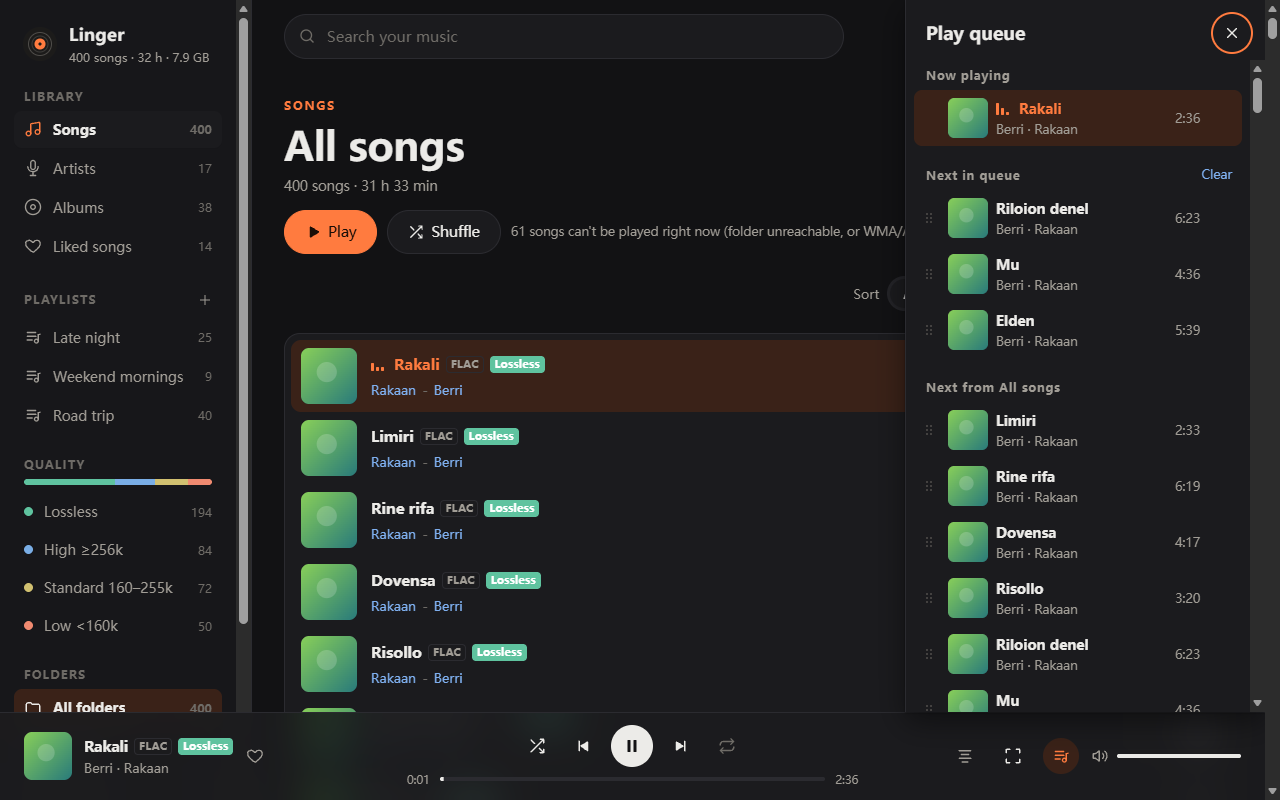 Linger
400 songs · 32 h · 7.9 GB
LIBRARY
Songs 400
Artists 17
Albums 38
Liked songs 14
PLAYLISTS
Late night 25
Weekend mornings 9
Road trip 40
QUALITY
Lossless 194
High ≥256k 84
Standard 160–255k 72
Low <160k 50
FOLDERS
All folders 400
Search your music
SONGS
All songs
400 songs · 31 h 33 min
Play
Shuffle
61 songs can't be played right now (folder unreachable, or WMA/
Sort
Rakali FLAC Lossless
Rakaan - Berri
Limiri FLAC Lossless
Rakaan - Berri
Rine rifa FLAC Lossless
Rakaan - Berri
Dovensa FLAC Lossless
Rakaan - Berri
Risollo FLAC Lossless
Rakaan - Berri
Play queue
Now playing
Rakali 2:36
Berri · Rakaan
Next in queue Clear
Riloion denel 6:23
Berri · Rakaan
Mu 4:36
Berri · Rakaan
Elden 5:39
Berri · Rakaan
Next from All songs
Limiri 2:33
Berri · Rakaan
Rine rifa 6:19
Berri · Rakaan
Dovensa 4:17
Berri · Rakaan
Risollo 3:20
Berri · Rakaan
Riloion denel 6:23
Berri · Rakaan
Mu 4:36
Rakali FLAC Lossless
Berri · Rakaan
0:01 2:36